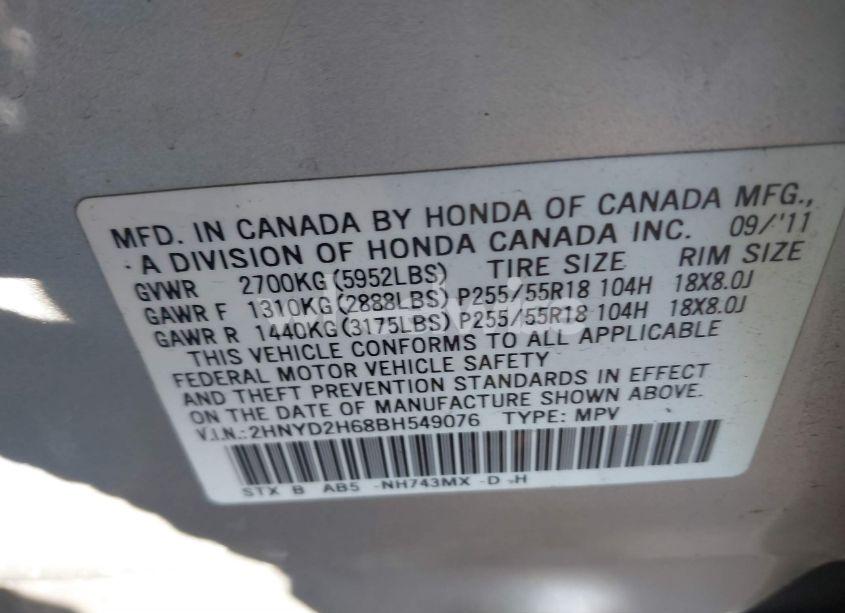 MFD. IN CANADA BY HONDA OF CANADA MFG.,
A DIVISION OF HONDA CANADA INC. 09/'11
GVWR 2700KG(5952LBS) TIRE SIZE RIM SIZE
GAWR F 1310KG(2888LBS) P255/55R18 104H 18X8.0J
GAWR R 1440KG(3175LBS) P255/55R18 104H 18X8.0J
THIS VEHICLE CONFORMS TO ALL APPLICABLE
FEDERAL MOTOR VEHICLE SAFETY
AND THEFT PREVENTION STANDARDS IN EFFECT
ON THE DATE OF MANUFACTURE SHOWN ABOVE.
V.I.N.:2HNYD2H68BH549076 TYPE: MPV
STX B AB5 -NH743MX -D -H